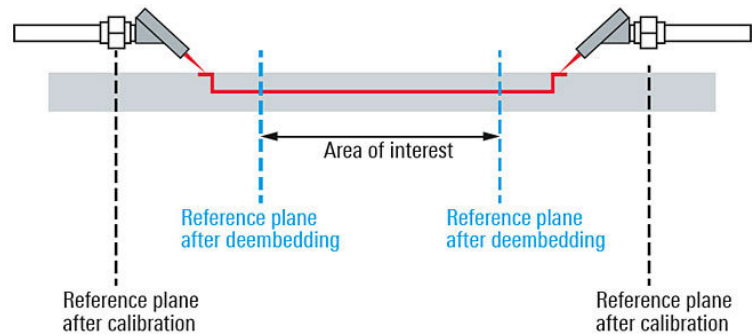 Area of interest
Reference plane
after deembedding
Reference plane
after deembedding
Reference plane
after calibration
Reference plane
after calibration